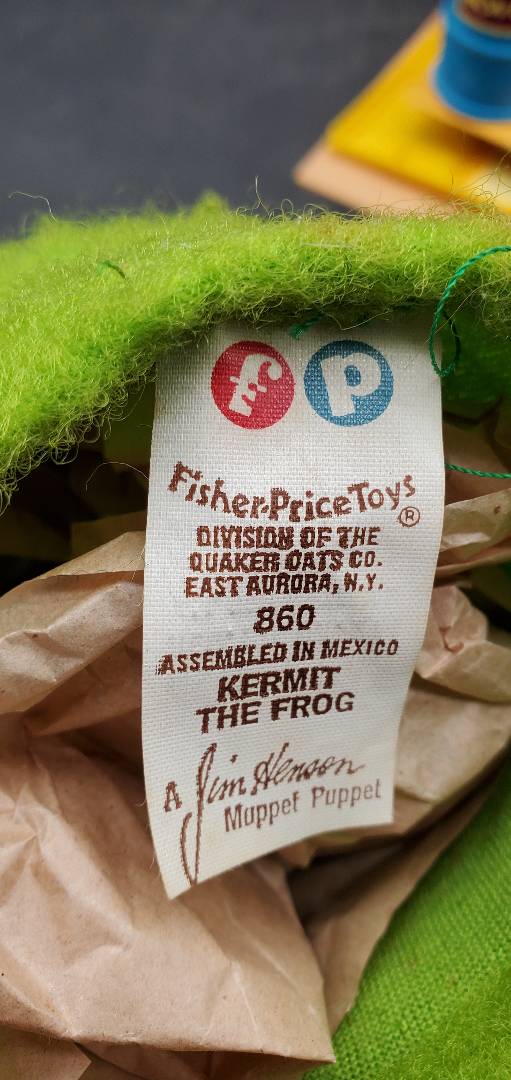 fp
Fisher-Price Toys®
DIVISION OF THE
QUAKER OATS CO.
EAST AURORA, N.Y.
860
ASSEMBLED IN MEXICO
KERMIT
THE FROG
A Jim Henson
Muppet Puppet